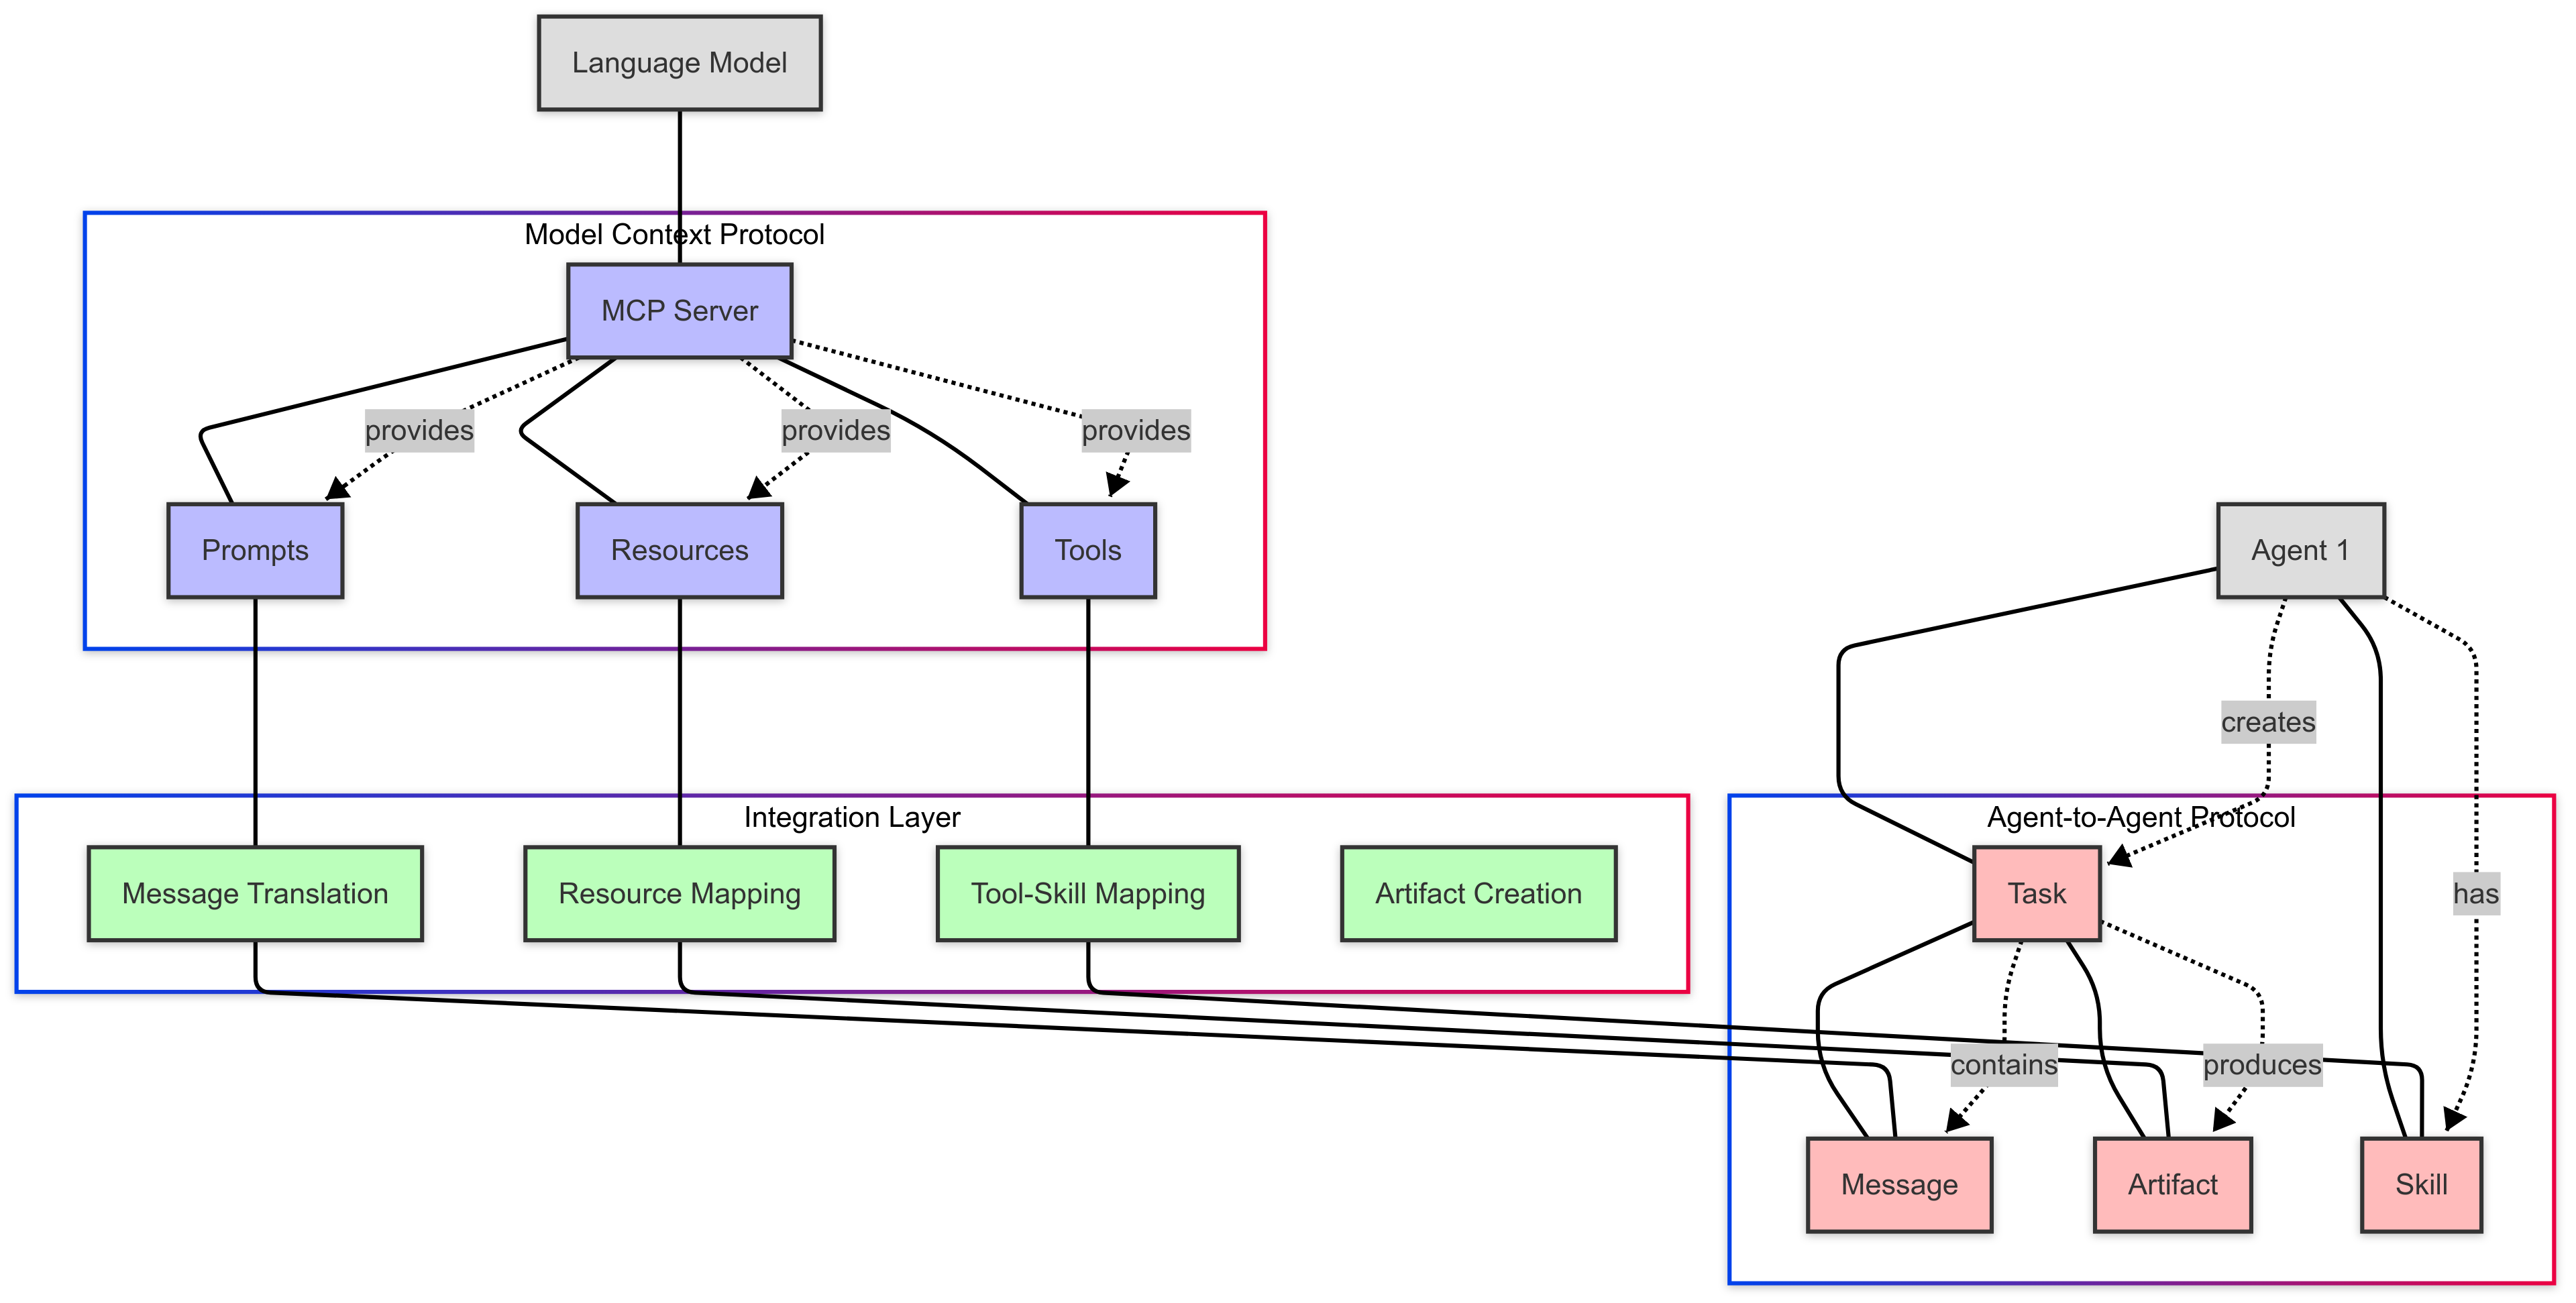 Language Model
Model Context Protocol
MCP Server
provides
provides
provides
Prompts
Resources
Tools
Agent 1
creates
Integration Layer
Agent-to-Agent Protocol
Message Translation
Resource Mapping
Tool-Skill Mapping
Artifact Creation
Task
has
contains
produces
Message
Artifact
Skill